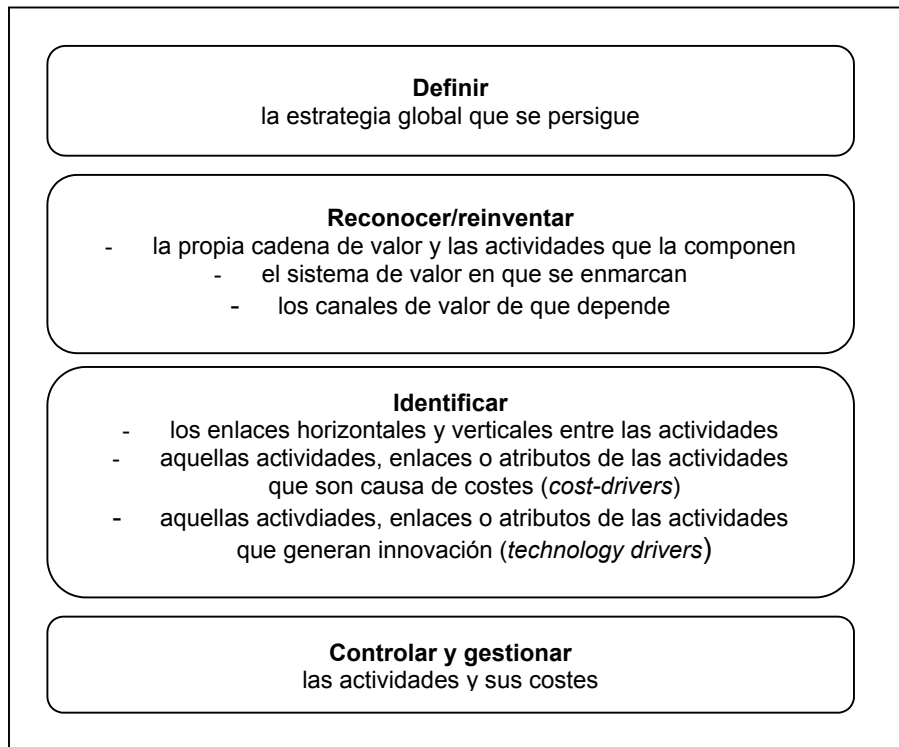 Definir
la estrategia global que se persigue
Reconocer/reinventar
- la propia cadena de valor y las actividades que la componen
- el sistema de valor en que se enmarcan
- los canales de valor de que depende
Identificar
- los enlaces horizontales y verticales entre las actividades
- aquellas actividades, enlaces o atributos de las actividades
que son causa de costes (cost-drivers)
- aquellas activdiades, enlaces o atributos de las actividades
que generan innovación (technology drivers)
Controlar y gestionar
las actividades y sus costes